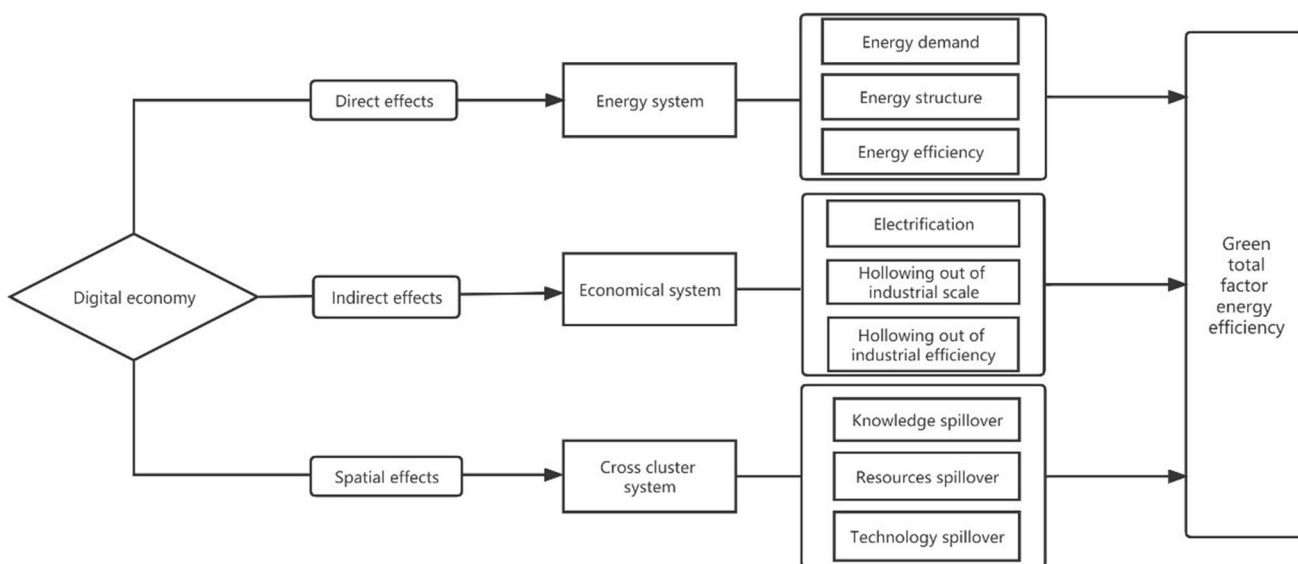 Energy demand
Direct effects
Energy system
Energy structure
Energy efficiency
Electrification
Digital economy
Indirect effects
Economical system
Hollowing out of
industrial scale
Hollowing out of
industrial efficiency
Knowledge spillover
Spatial effects
Cross cluster
system
Resources spillover
Technology spillover
Green
total
factor
energy
efficiency